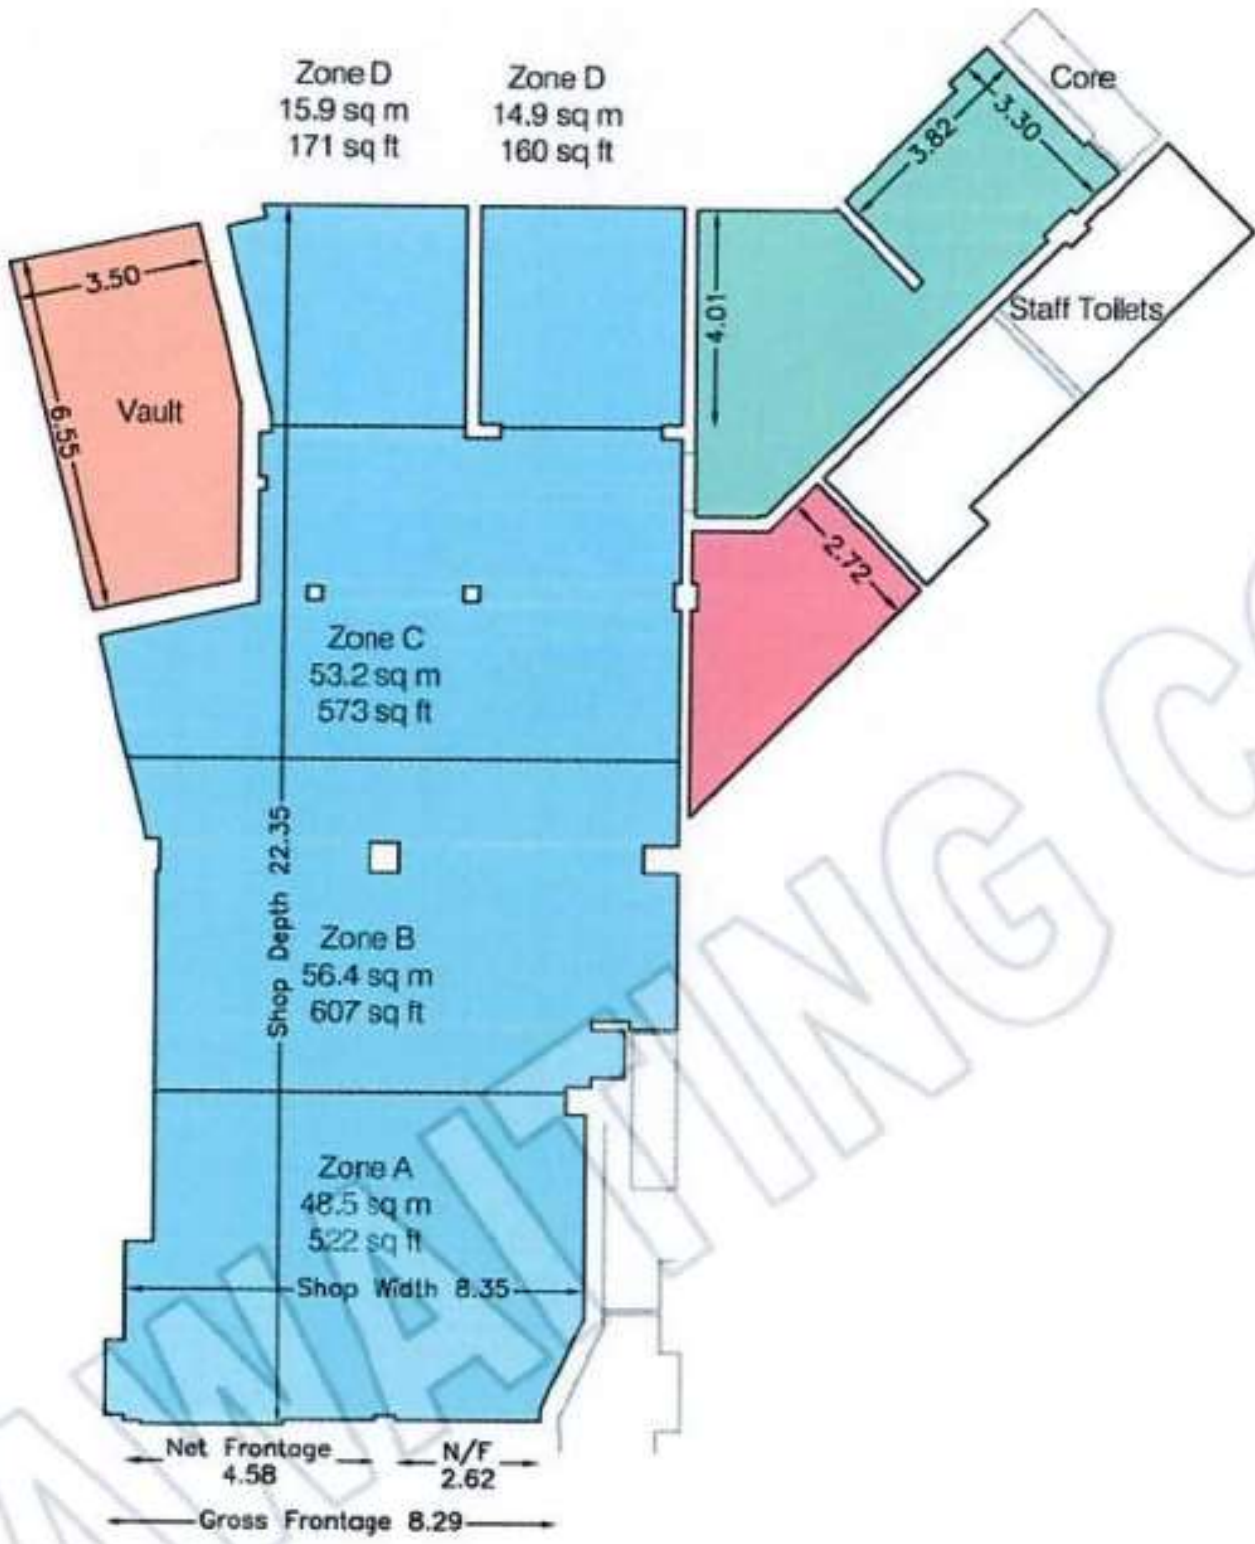 Zone D
15.9 sq m
171 sq ft
Zone D
14.9 sq m
160 sq ft
Core
3.30
3.82
3.50
4.01
Staff Toilets
Vault
6.55
2.72
Zone C
53.2 sq m
573 sq ft
Shop Depth 22.35
Zone B
56.4 sq m
607 sq ft
Zone A
48.5 sq m
522 sq ft
Shop Width 8.35
Net Frontage
4.58
N/F
2.62
Gross Frontage 8.29
AWAITING CO